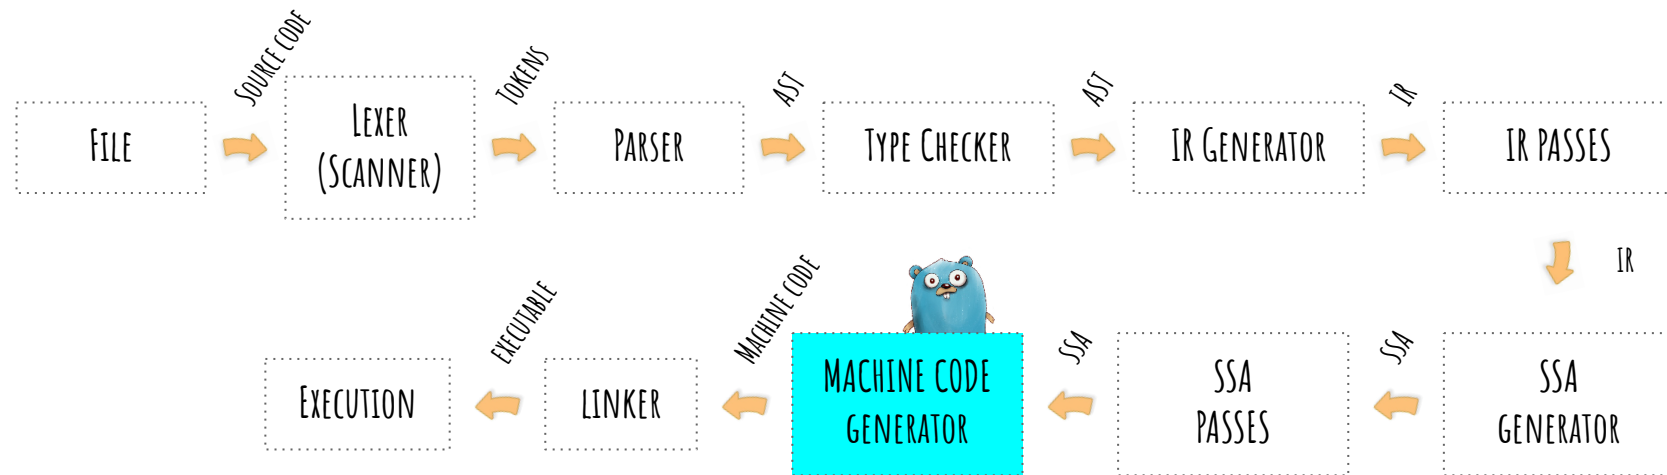 Source code
Tokens
AST
AST
IR
File
Lexer
(Scanner)
Parser
Type Checker
IR Generator
IR PASSES
IR
executable
Machine code
SSA
SSA
Execution
linker
MACHINE CODE
GENERATOR
SSA
PASSES
SSA
GENERATOR